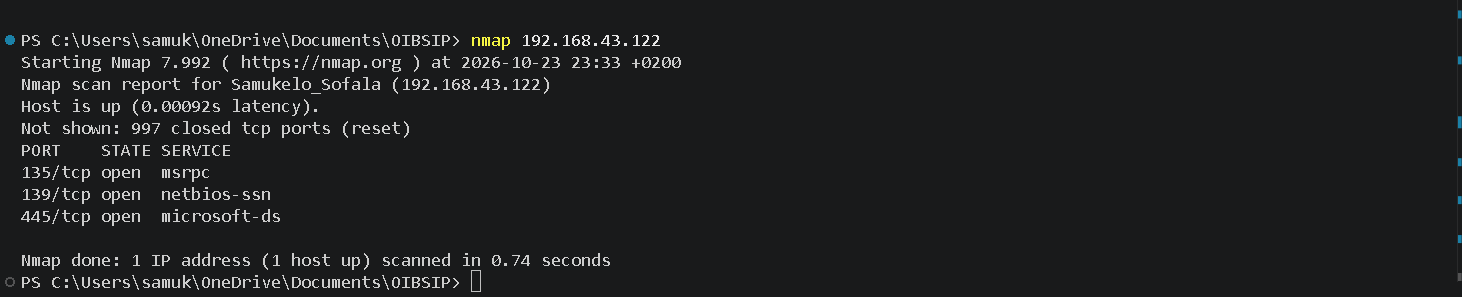 PS C:\Users\samuk\OneDrive\Documents\OIBSIP> nmap 192.168.43.122
Starting Nmap 7.992 ( https://nmap.org ) at 2026-10-23 23:33 +0200
Nmap scan report for Samukelo_Sofala (192.168.43.122)
Host is up (0.00092s latency).
Not shown: 997 closed tcp ports (reset)
PORT    STATE SERVICE
135/tcp open  msrpc
139/tcp open  netbios-ssn
445/tcp open  microsoft-ds
Nmap done: 1 IP address (1 host up) scanned in 0.74 seconds
PS C:\Users\samuk\OneDrive\Documents\OIBSIP>